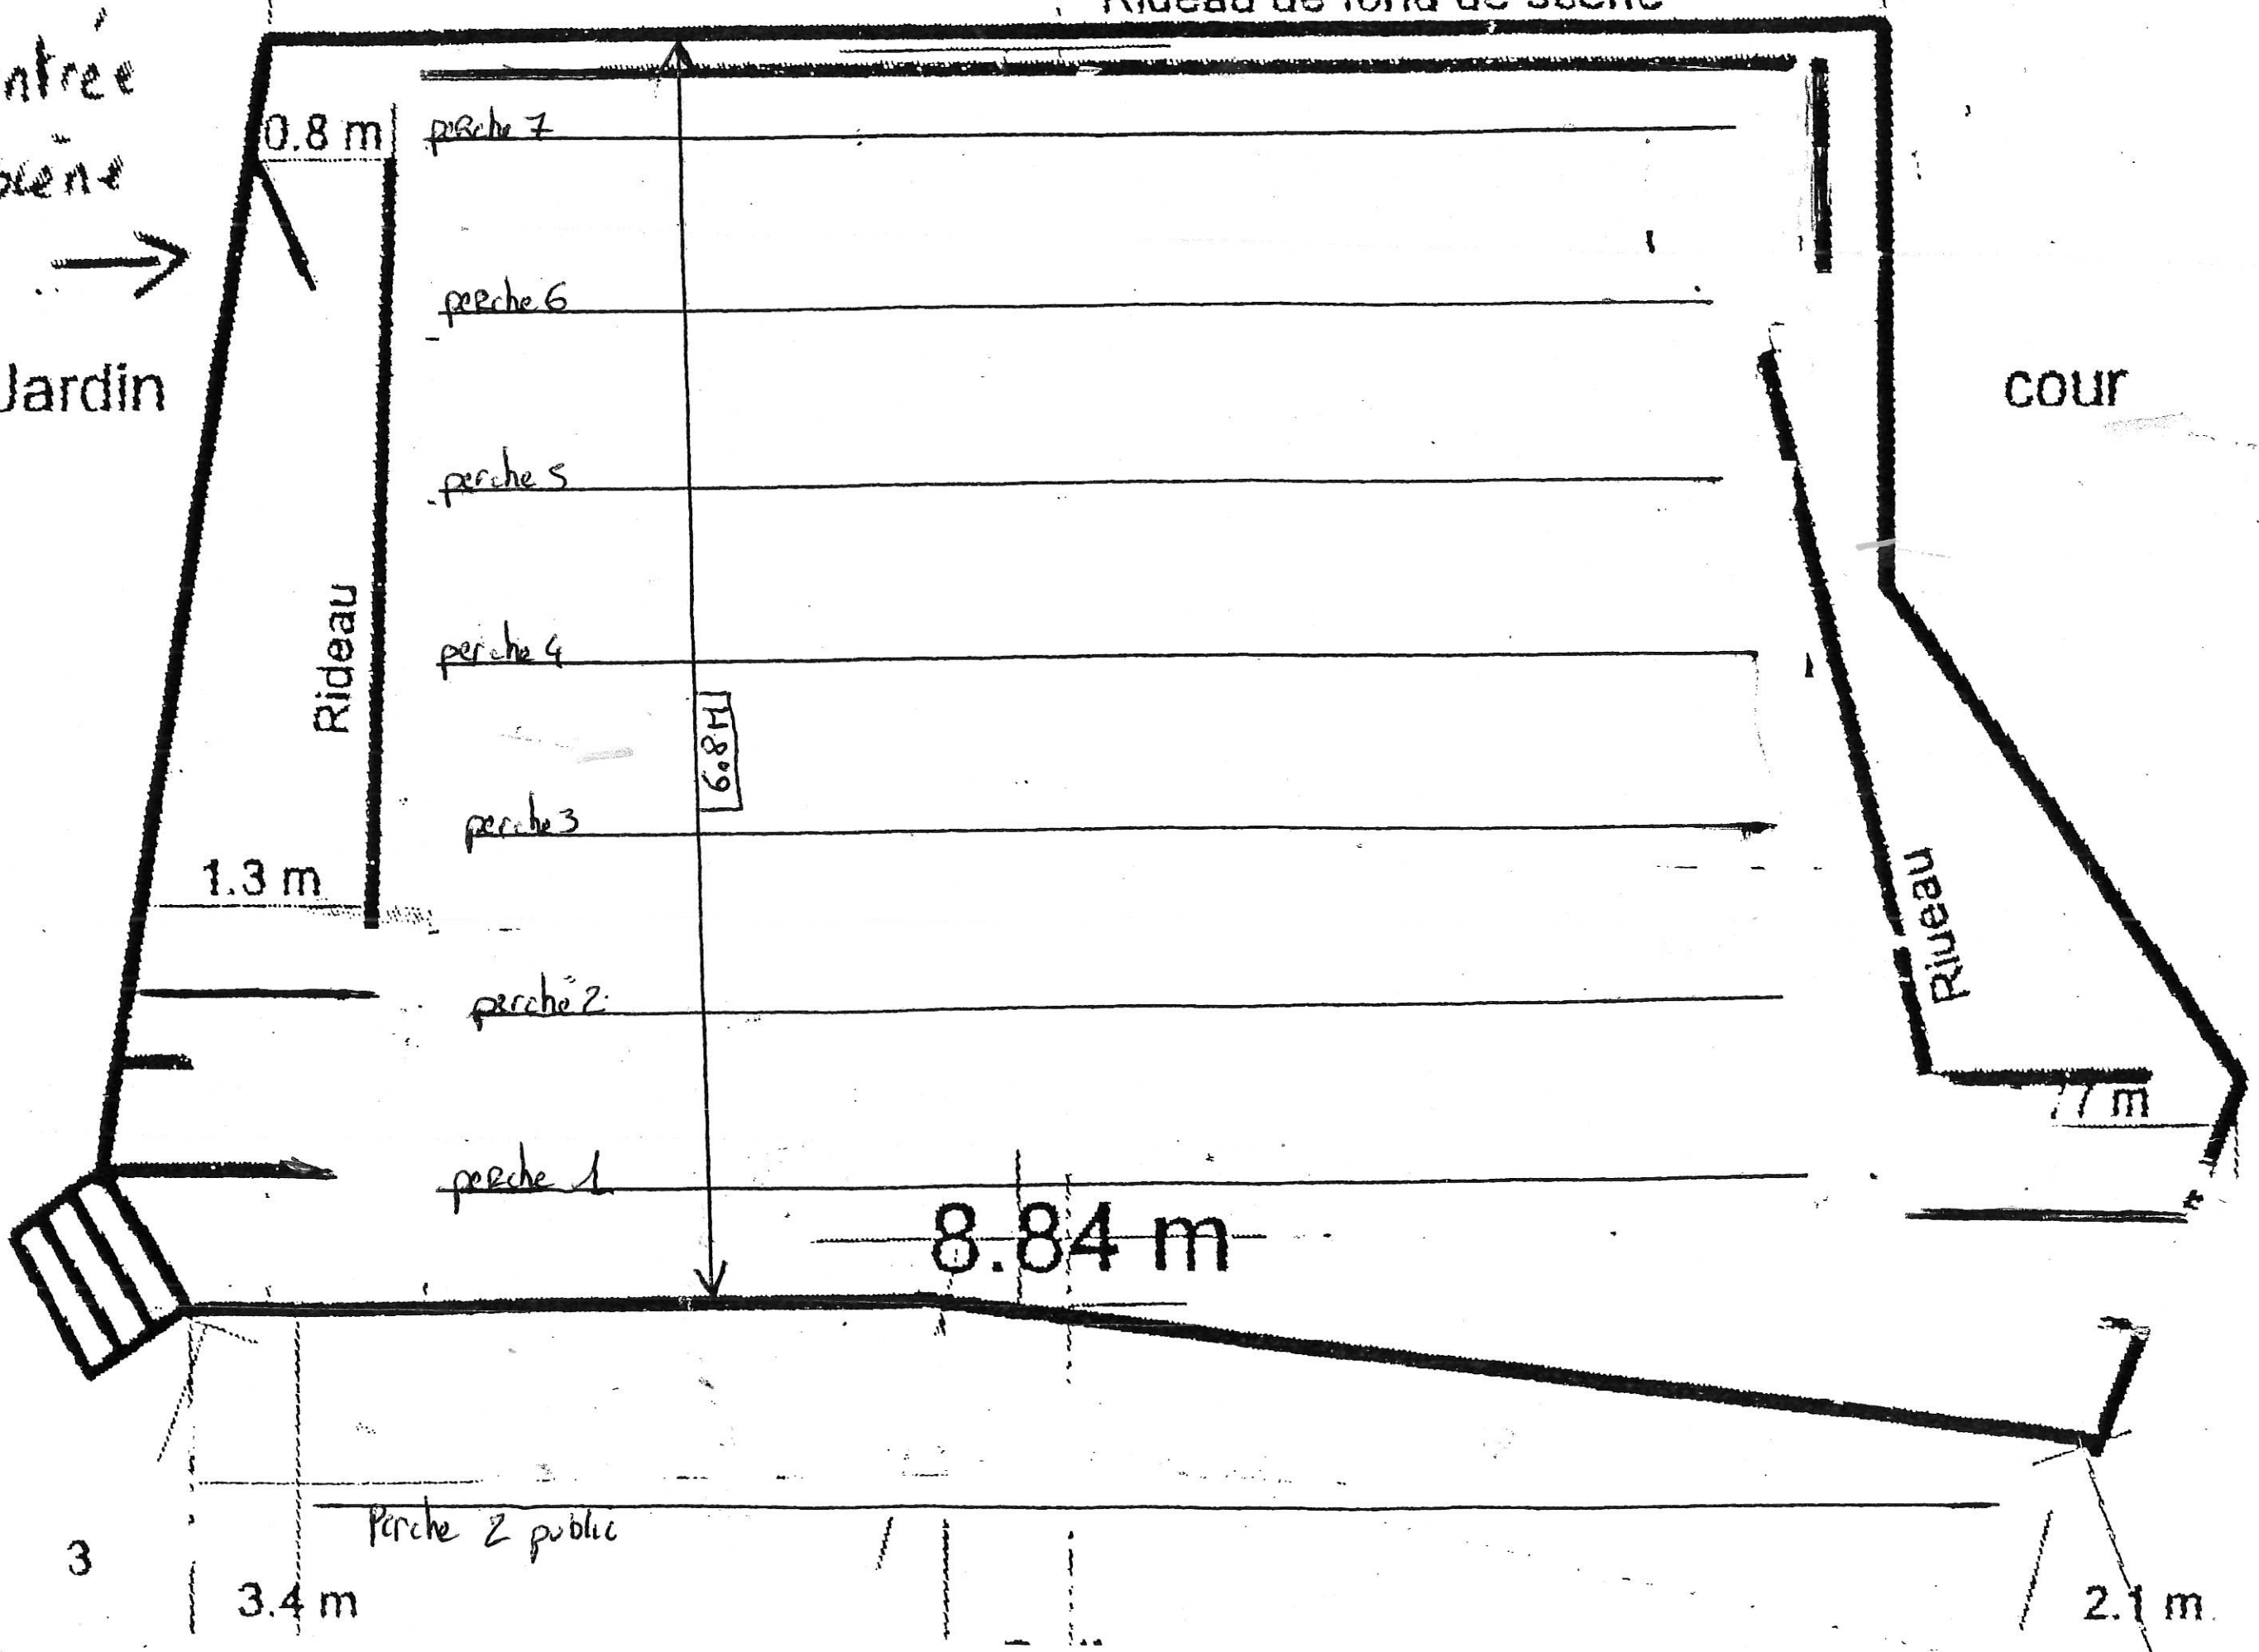 Rideau de fond de scène
ntrée
0.8 m
perche 7
scène
perche 6
Jardin
cour
perche 5
Rideau
perche 4
6.8 M
perche 3
1.3 m
Rideau
perche 2
7 m
perche 1
8.84 m
Perche 2 public
3
3.4 m
2.1 m